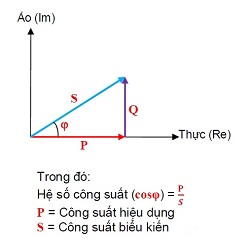 Ảo (Im)
S
Q
φ
P
Thực (Re)
Trong đó:
Hệ số công suất (cosφ) = P/S
P = Công suất hiệu dụng
S = Công suất biểu kiến